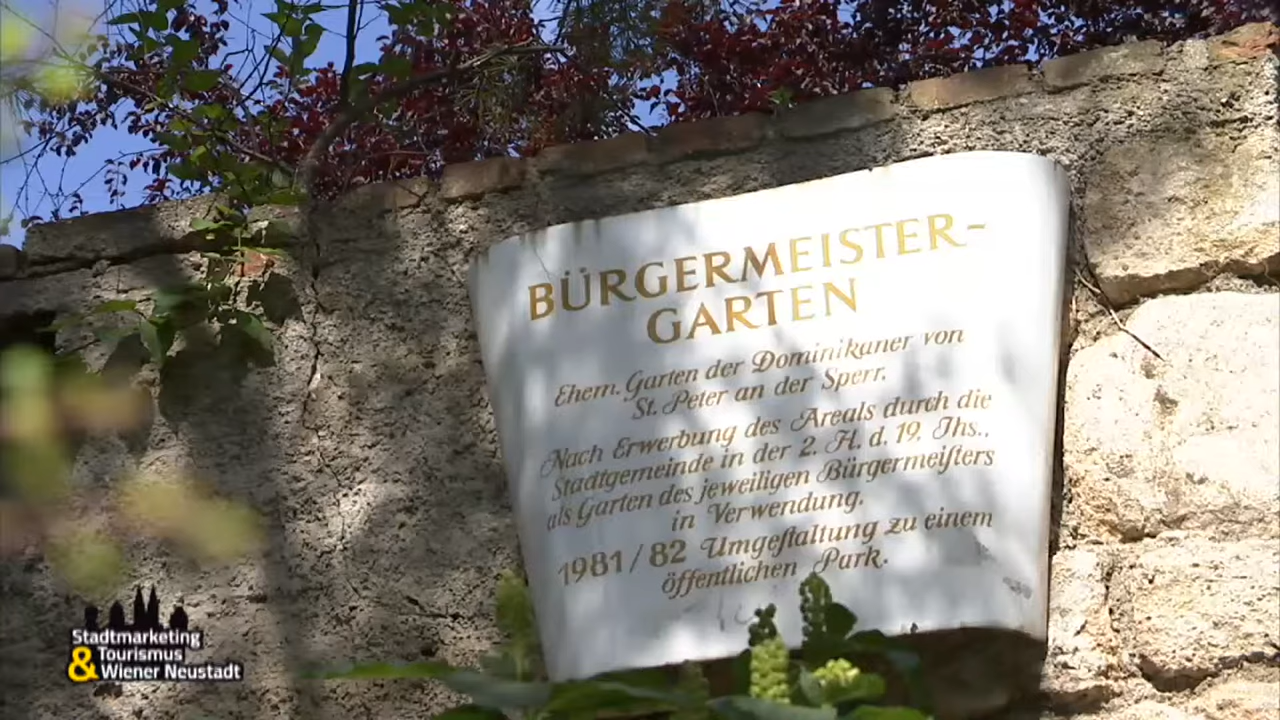 BÜRGERMEISTER-
GARTEN
Ehem. Garten der Dominikaner von
St. Peter an der Sperr.
Nach Erwerbung des Areals durch die
Stadtgemeinde in der 2. H. d. 19. Jhs.,
als Garten des jeweiligen Bürgermeisters
in Verwendung.
1981/82 Umgestaltung zu einem
öffentlichen Park.
Stadtmarketing
& Tourismus
Wiener Neustadt